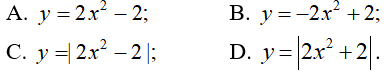 A. y = 2x² − 2; B. y = −2x² + 2;
C. y =| 2x² − 2 |; D. y = |2x² + 2|.